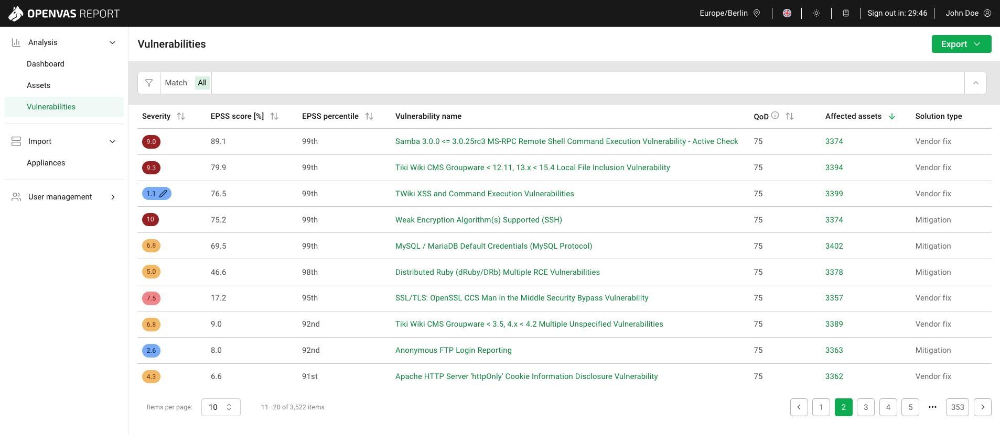 OPENVAS REPORT
Europe/Berlin
Sign out in: 29:46
John Doe
Analysis
Dashboard
Assets
Vulnerabilities
Import
Appliances
User management
Vulnerabilities
Export
Match All
Severity EPSS score [%] EPSS percentile Vulnerability name QoD Affected assets Solution type
9.0 89.1 99th Samba 3.0.0 <= 3.0.25rc3 MS-RPC Remote Shell Command Execution Vulnerability - Active Check 75 3374 Vendor fix
9.3 79.9 99th Tiki Wiki CMS Groupware < 12.11, 13.x < 15.4 Local File Inclusion Vulnerability 75 3394 Vendor fix
1.1 76.5 99th TWiki XSS and Command Execution Vulnerabilities 75 3399 Vendor fix
10 75.2 99th Weak Encryption Algorithm(s) Supported (SSH) 75 3374 Mitigation
6.8 69.5 99th MySQL / MariaDB Default Credentials (MySQL Protocol) 75 3402 Mitigation
5.0 46.6 98th Distributed Ruby (dRuby/DRb) Multiple RCE Vulnerabilities 75 3378 Mitigation
7.5 17.2 95th SSL/TLS: OpenSSL CCS Man in the Middle Security Bypass Vulnerability 75 3357 Vendor fix
6.8 9.0 92nd Tiki Wiki CMS Groupware < 3.5, 4.x < 4.2 Multiple Unspecified Vulnerabilities 75 3389 Vendor fix
2.6 8.0 92nd Anonymous FTP Login Reporting 75 3363 Mitigation
4.3 6.6 91st Apache HTTP Server 'httpOnly' Cookie Information Disclosure Vulnerability 75 3362 Vendor fix
Items per page: 10 11–20 of 3,522 items 1 2 3 4 5 ••• 353